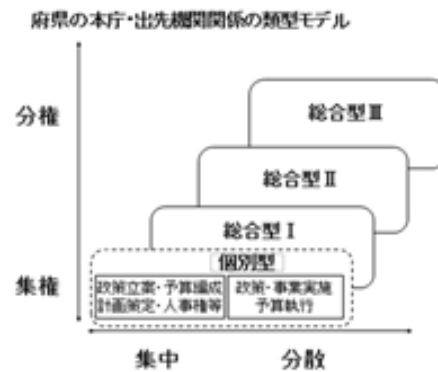 府県の本庁・出先機関関係の類型モデル
分権
総合型Ⅲ
総合型Ⅱ
総合型Ⅰ
個別型
集権
政策立案・予算編成
計画策定・人事権等
政策・事業実施
予算執行
集中
分散